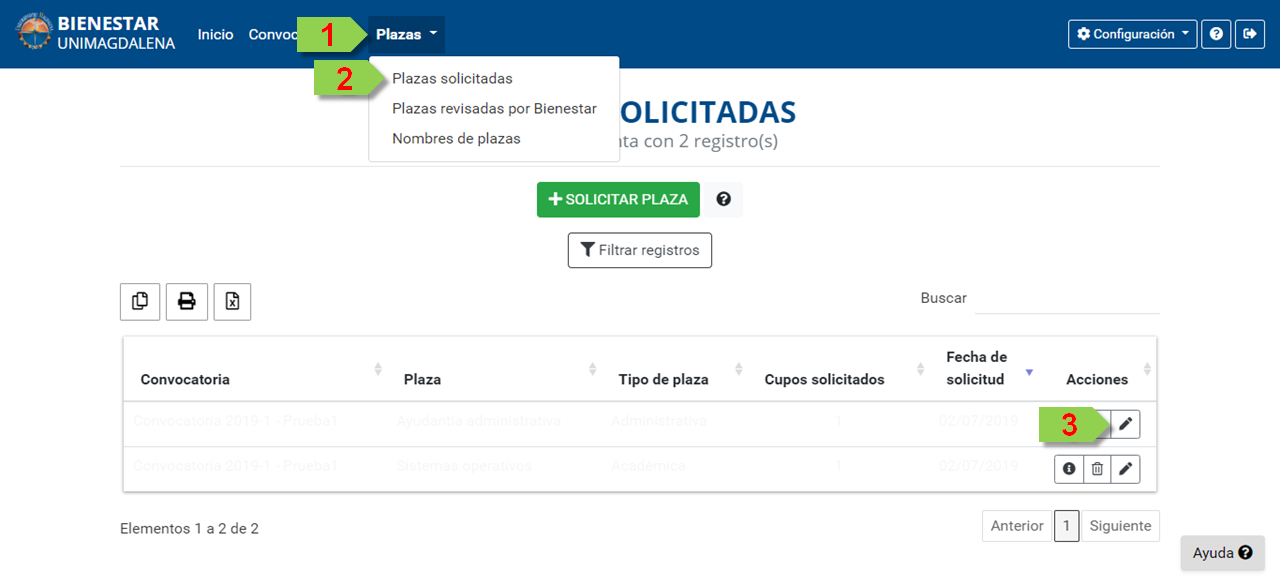 BIENESTAR
UNIMAGDALENA
Inicio Convoc 1 Plazas Configuración
2 Plazas solicitadas
Plazas revisadas por Bienestar
Nombres de plazas
OLICITADAS
nta con 2 registro(s)
SOLICITAR PLAZA
Filtrar registros
Buscar
Convocatoria Plaza Tipo de plaza Cupos solicitados Fecha de solicitud Acciones
Convocatoria 2019-1 - Prueba1 Ayudantía administrativa Administrativa 1 02/07/2019 3
Convocatoria 2019-1 - Prueba1 Sistemas operativos Académica 1 02/07/2019
Elementos 1 a 2 de 2 Anterior 1 Siguiente
Ayuda